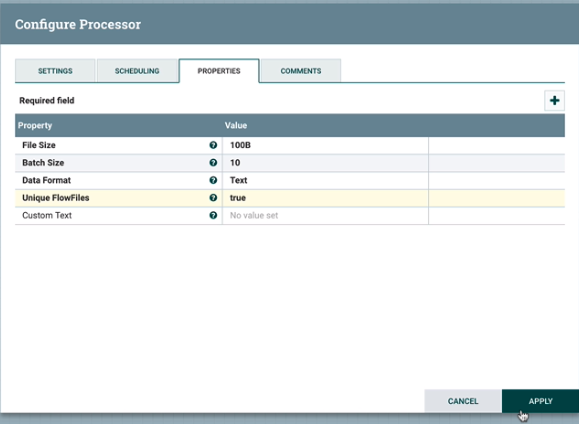 Configure Processor
SETTINGS SCHEDULING PROPERTIES COMMENTS
Required field
Property Value
File Size 100B
Batch Size 10
Data Format Text
Unique FlowFiles true
Custom Text No value set
CANCEL APPLY